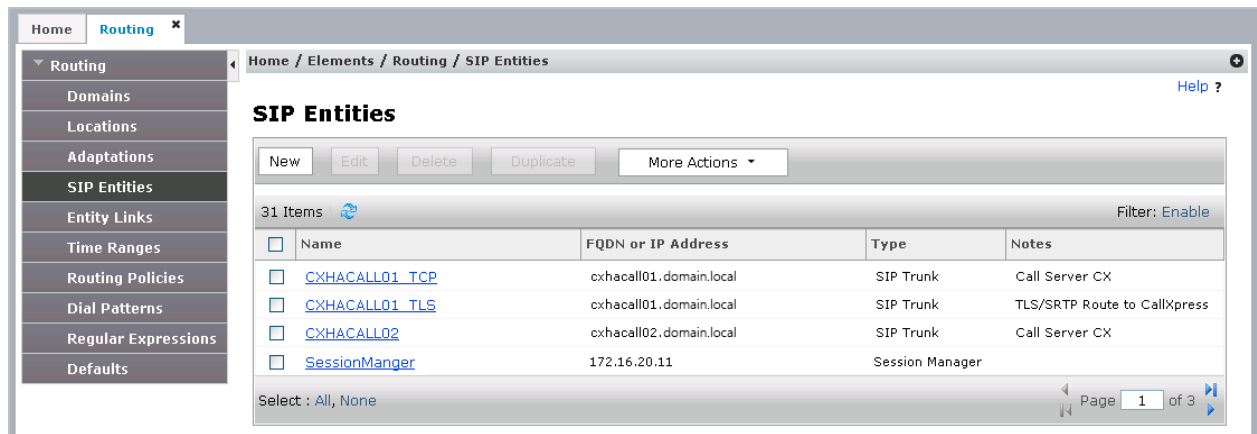 Home
Routing ×
Routing
Domains
Locations
Adaptations
SIP Entities
Entity Links
Time Ranges
Routing Policies
Dial Patterns
Regular Expressions
Defaults
Home / Elements / Routing / SIP Entities
Help ?
SIP Entities
New Edit Delete Duplicate More Actions
31 Items Filter: Enable
Name FQDN or IP Address Type Notes
CXHACALL01_TCP cxhacall01.domain.local SIP Trunk Call Server CX
CXHACALL01_TLS cxhacall01.domain.local SIP Trunk TLS/SRTP Route to CallXpress
CXHACALL02 cxhacall02.domain.local SIP Trunk Call Server CX
SessionManger 172.16.20.11 Session Manager
Select : All, None Page 1 of 3